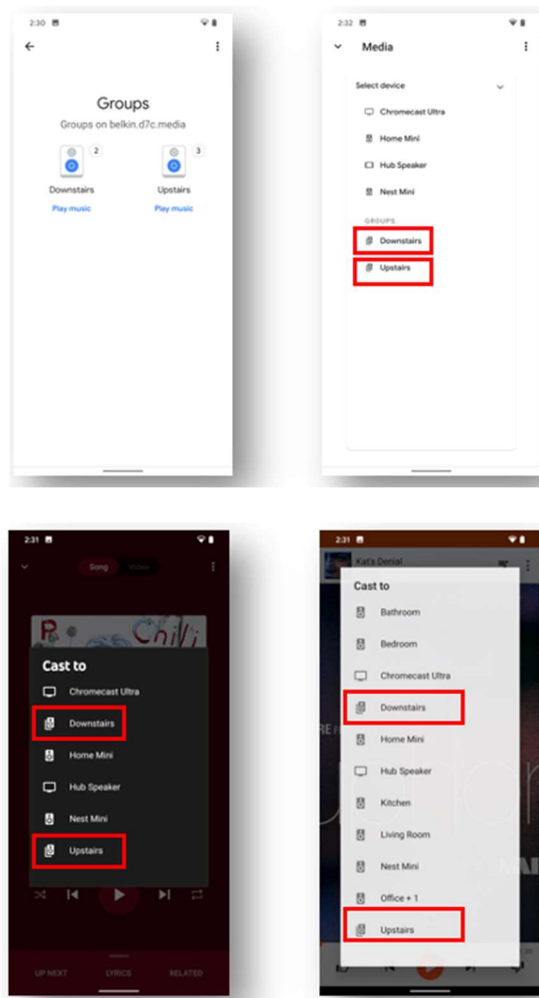 2:30
Groups
Groups on belkin.d7c.media
2
3
Downstairs
Upstairs
Play music
Play music
2:32
Media
Select device
Chromecast Ultra
Home Mini
Hub Speaker
Nest Mini
GROUPS
Downstairs
Upstairs
2:31
Song
Video
Chilli
Cast to
Chromecast Ultra
Downstairs
Home Mini
Hub Speaker
Nest Mini
Upstairs
UP NEXT
LYRICS
RELATED
2:31
Kat's Denial
Cast to
Bathroom
Bedroom
Chromecast Ultra
Downstairs
Home Mini
Hub Speaker
Kitchen
Living Room
Nest Mini
Office + 1
Upstairs